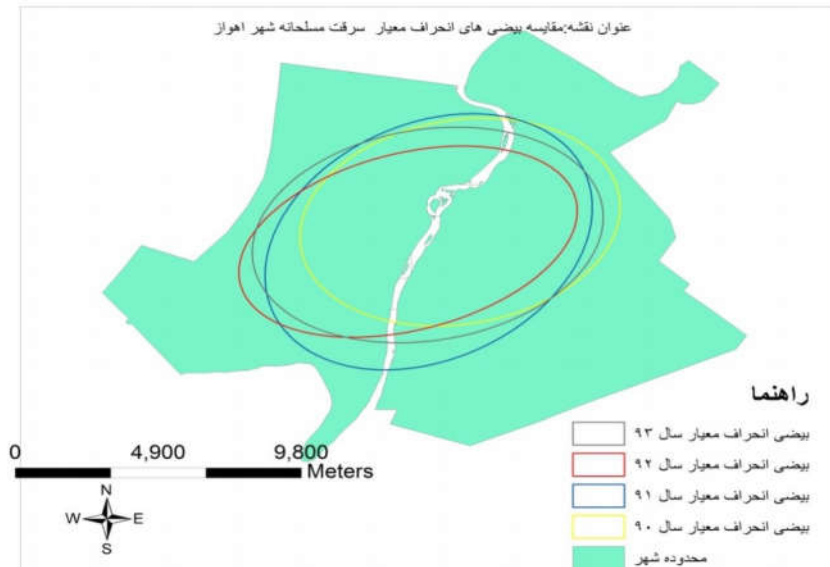 عنوان نقشه:مقایسه بیضی های انحراف معیار سرقت مسلحانه شهر اهواز
راهنما
بیضی انحراف معیار سال ۹۳
بیضی انحراف معیار سال ۹۲
بیضی انحراف معیار سال ۹۱
بیضی انحراف معیار سال ۹۰
محدوده شهر
0 4,900 9,800
Meters
N
W E
S